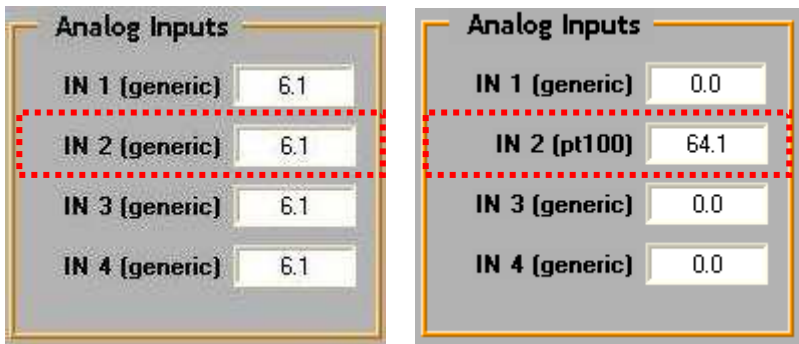 Analog Inputs
IN 1 (generic) 6.1
IN 2 (generic) 6.1
IN 3 (generic) 6.1
IN 4 (generic) 6.1
Analog Inputs
IN 1 (generic) 0.0
IN 2 (pt100) 64.1
IN 3 (generic) 0.0
IN 4 (generic) 0.0